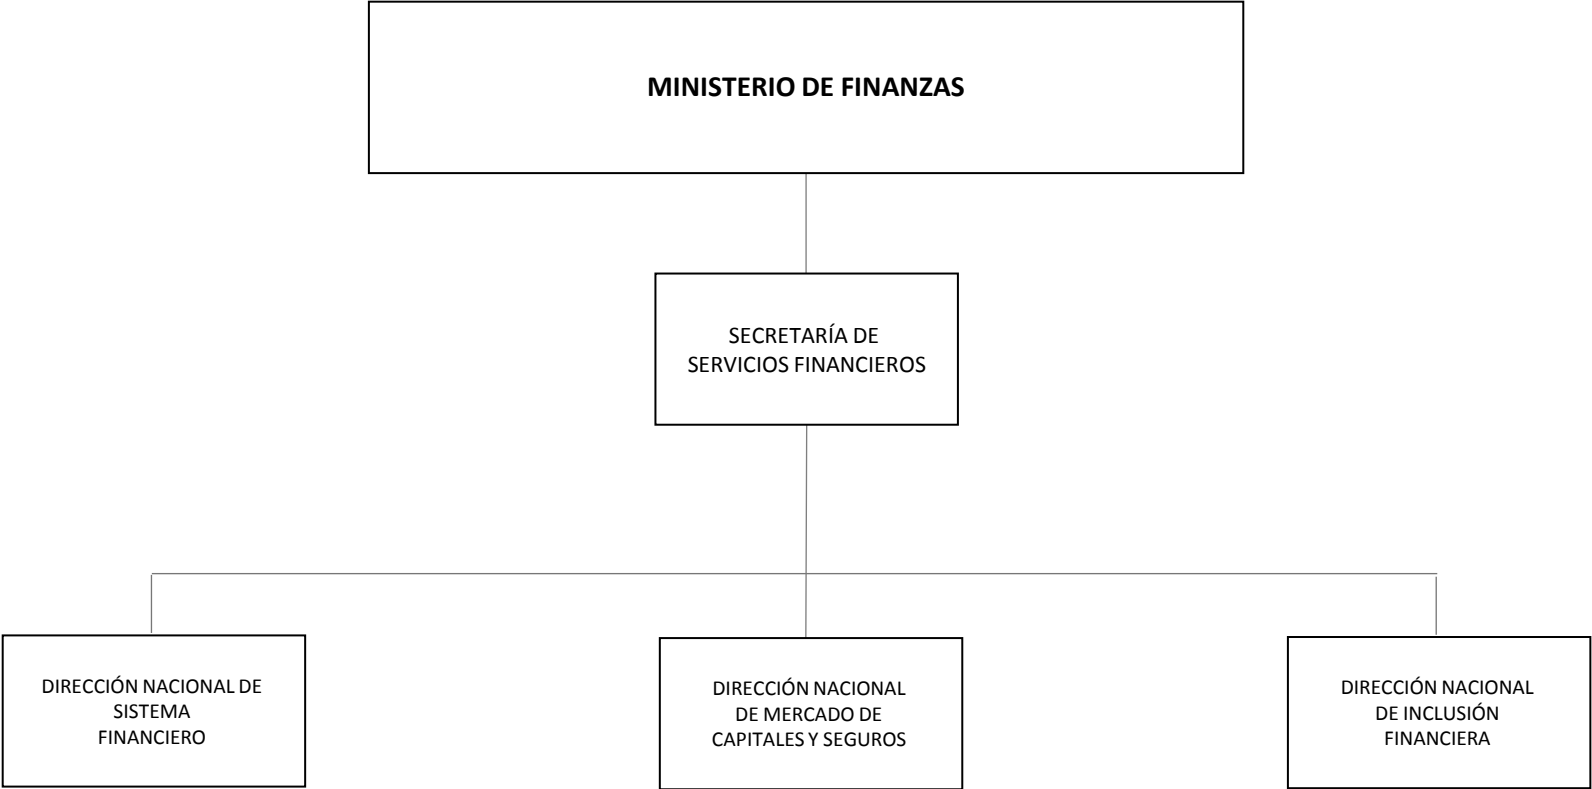 MINISTERIO DE FINANZAS
SECRETARÍA DE
SERVICIOS FINANCIEROS
DIRECCIÓN NACIONAL DE
SISTEMA
FINANCIERO
DIRECCIÓN NACIONAL
DE MERCADO DE
CAPITALES Y SEGUROS
DIRECCIÓN NACIONAL
DE INCLUSIÓN
FINANCIERA